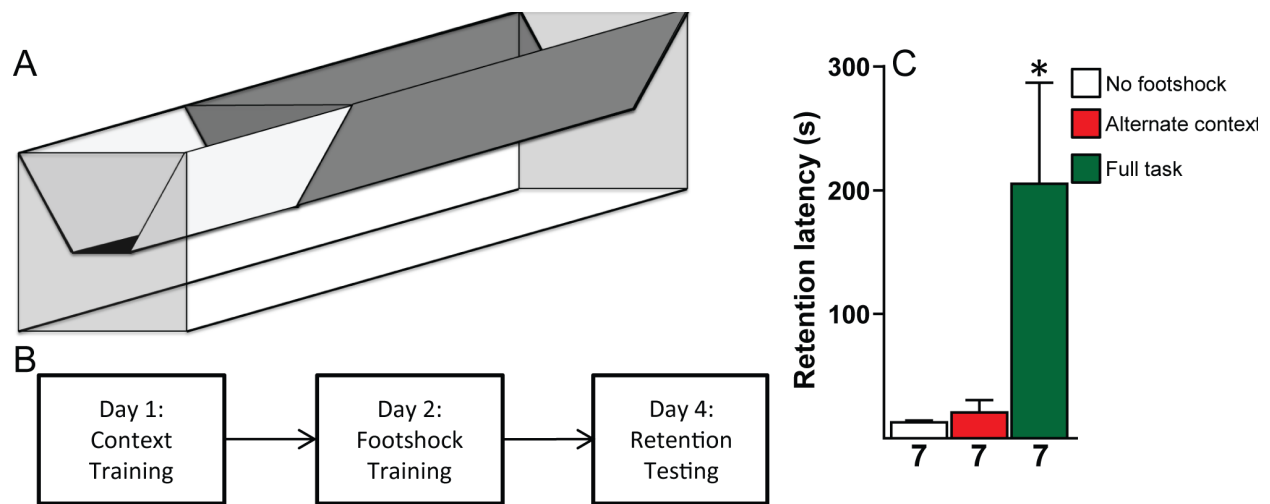 A
B
Day 1:
Context
Training
Day 2:
Footshock
Training
Day 4:
Retention
Testing
C
Retention latency (s)
300
200
100
*
7 7 7
No footshock
Alternate context
Full task